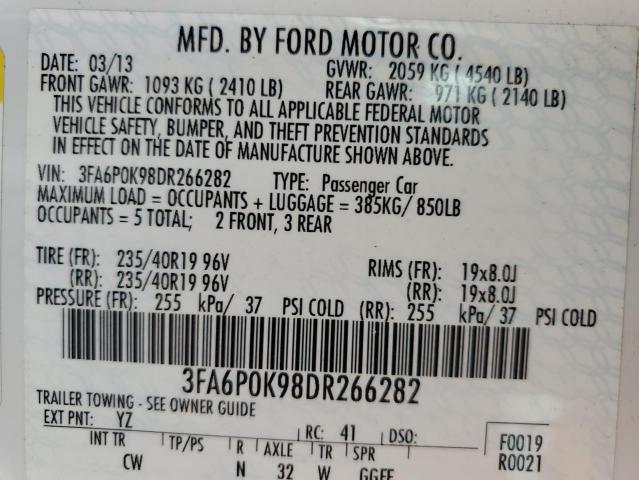 MFD. BY FORD MOTOR CO.
DATE: 03/13 GVWR: 2059 KG ( 4540 LB)
FRONT GAWR: 1093 KG ( 2410 LB) REAR GAWR: 971 KG ( 2140 LB)
THIS VEHICLE CONFORMS TO ALL APPLICABLE FEDERAL MOTOR
VEHICLE SAFETY, BUMPER, AND THEFT PREVENTION STANDARDS
IN EFFECT ON THE DATE OF MANUFACTURE SHOWN ABOVE.
VIN: 3FA6P0K98DR266282 TYPE: Passenger Car
MAXIMUM LOAD = OCCUPANTS + LUGGAGE = 385KG/ 850LB
OCCUPANTS = 5 TOTAL; 2 FRONT, 3 REAR
TIRE (FR): 235/40R19 96V RIMS (FR): 19x8.0J
(RR): 235/40R19 96V (RR): 19x8.0J
PRESSURE (FR): 255 kPa/ 37 PSI COLD (RR): 255 kPa/ 37 PSI COLD
3FA6P0K98DR266282
TRAILER TOWING - SEE OWNER GUIDE
EXT PNT: YZ RC: 41 DSO: F0019
INT TR TP/PS R AXLE TR SPR R0021
CW N 32 W GGFF